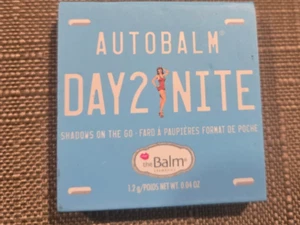 AUTOBALM®
DAY2NITE
SHADOWS ON THE GO · FARD À PAUPIÈRES FORMAT DE POCHE
theBalm®
1.3 g/POIDS NET WT. 0.04 OZ